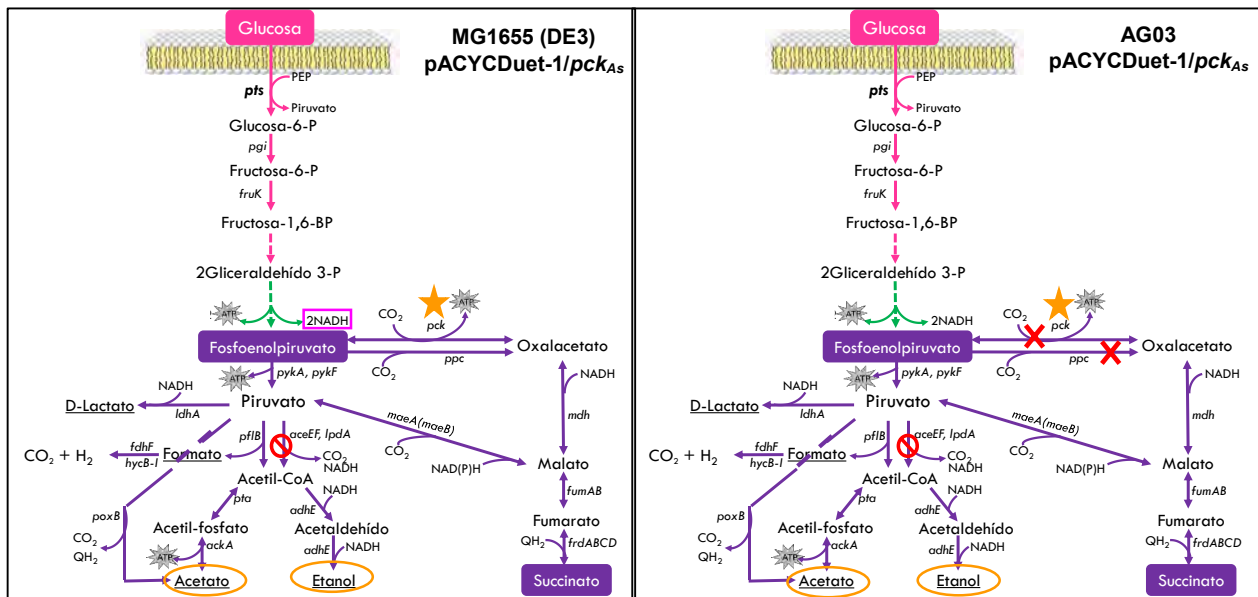 Glucosa
MG1655 (DE3)
pACYCDuet-1/pckAs
PEP
pts
Piruvato
Glucosa-6-P
pgi
Fructosa-6-P
fruK
Fructosa-1,6-BP
2Gliceraldehído 3-P
ATP
2NADH
CO2
ATP
pck
Fosfoenolpiruvato
Oxalacetato
ppc
CO2
ATP
pykA, pykF
NADH
NADH
D-Lactato
ldhA
Piruvato
mdh
maeA(maeB)
pflB
aceEF, lpdA
CO2
CO2 + H2
fdhF
hycB-I
Formato
CO2
NADH
NAD(P)H
Malato
Acetil-CoA
pta
NADH
fumAB
adhE
poxB
Acetil-fosfato
Acetaldehído
Fumarato
CO2
QH2
ATP
ackA
adhE
NADH
QH2
frdABCD
Acetato
Etanol
Succinato
Glucosa
AG03
pACYCDuet-1/pckAs
PEP
pts
Piruvato
Glucosa-6-P
pgi
Fructosa-6-P
fruK
Fructosa-1,6-BP
2Gliceraldehído 3-P
ATP
2NADH
CO2
ATP
pck
Fosfoenolpiruvato
Oxalacetato
ppc
CO2
ATP
pykA, pykF
NADH
NADH
D-Lactato
ldhA
Piruvato
mdh
maeA(maeB)
pflB
aceEF, lpdA
CO2
CO2 + H2
fdhF
hycB-I
Formato
CO2
NADH
NAD(P)H
Malato
Acetil-CoA
pta
NADH
fumAB
adhE
poxB
Acetil-fosfato
Acetaldehído
Fumarato
CO2
QH2
ATP
ackA
adhE
NADH
QH2
frdABCD
Acetato
Etanol
Succinato